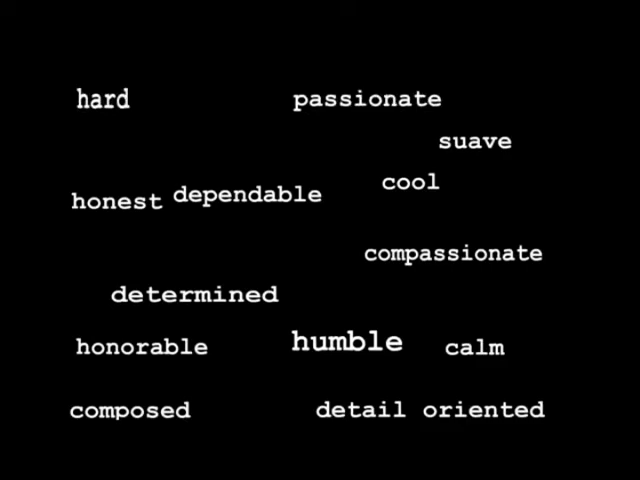 hard passionate
suave
cool
honest dependable
compassionate
determined
honorable humble calm
composed detail oriented